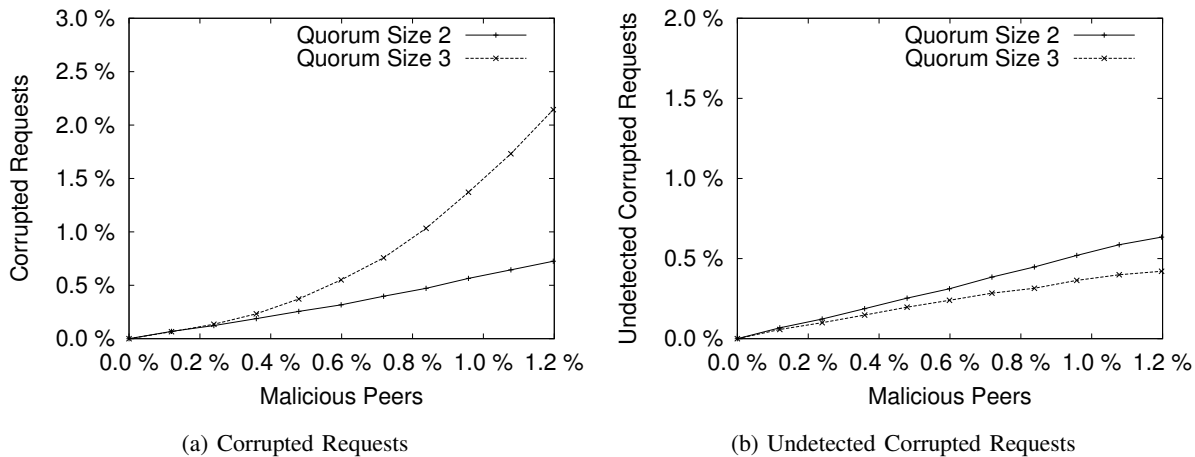 3.0 %
2.5 %
2.0 %
1.5 %
1.0 %
0.5 %
0.0 %
Corrupted Requests
Quorum Size 2
Quorum Size 3
0.0 % 0.2 % 0.4 % 0.6 % 0.8 % 1.0 % 1.2 %
Malicious Peers
(a) Corrupted Requests
2.0 %
1.5 %
1.0 %
0.5 %
0.0 %
Undetected Corrupted Requests
Quorum Size 2
Quorum Size 3
0.0 % 0.2 % 0.4 % 0.6 % 0.8 % 1.0 % 1.2 %
Malicious Peers
(b) Undetected Corrupted Requests